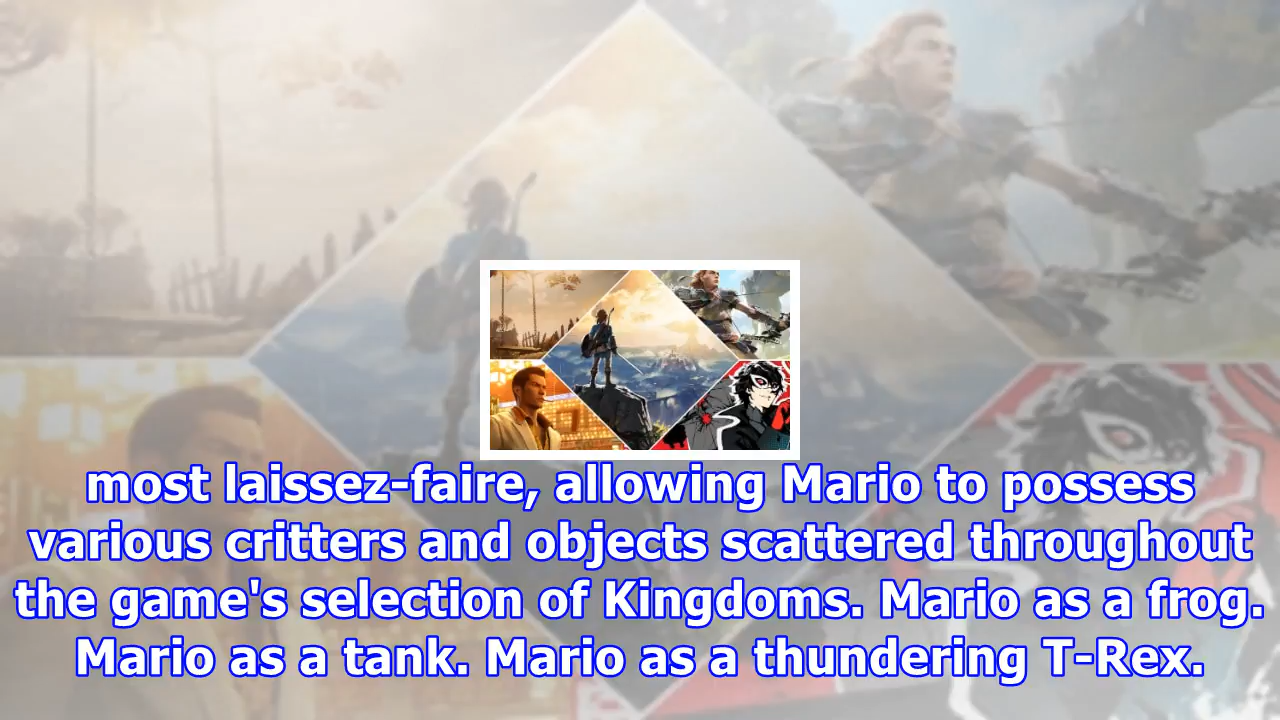 most laissez-faire, allowing Mario to possess
various critters and objects scattered throughout
the game's selection of Kingdoms. Mario as a frog.
Mario as a tank. Mario as a thundering T-Rex.